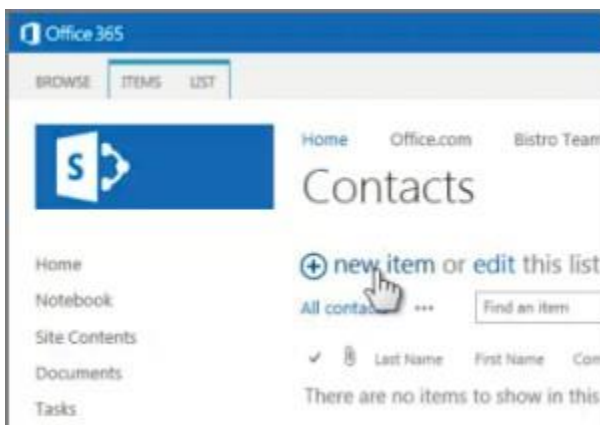 Office 365
BROWSE ITEMS LIST
S
Home Office.com Bistro Team
Contacts
new item or edit this list
All contacts ... Find an item
Last Name First Name Com
There are no items to show in this
Home
Notebook
Site Contents
Documents
Tasks